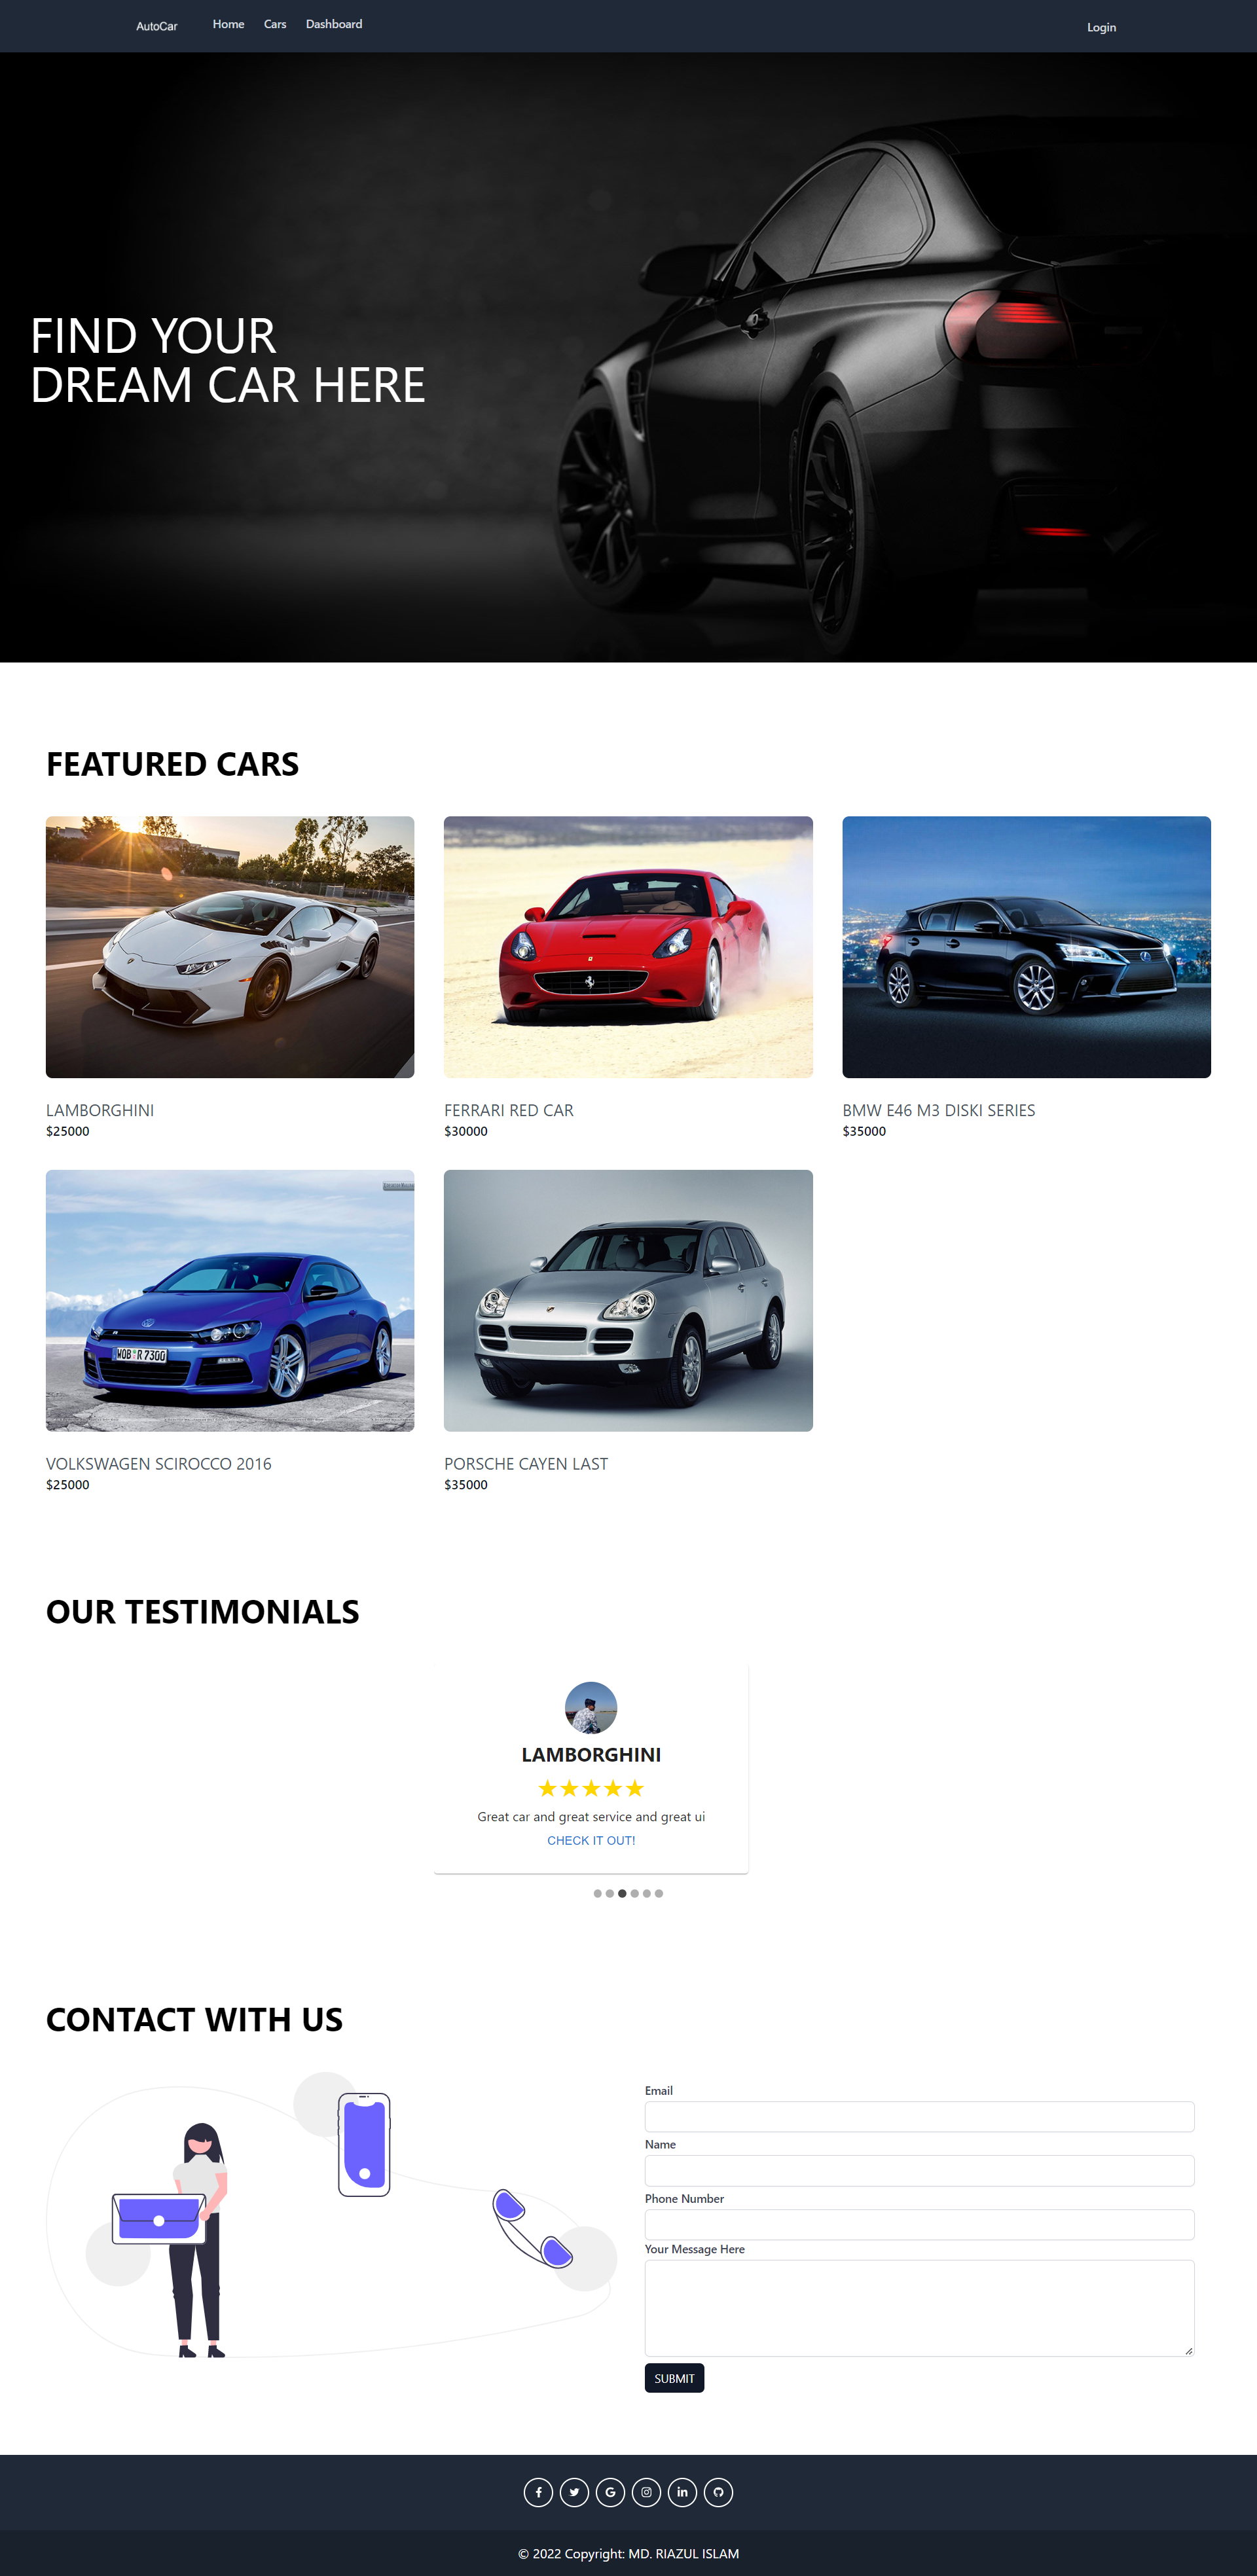 AutoCar
Home
Cars
Dashboard
Login
FIND YOUR
DREAM CAR HERE
FEATURED CARS
LAMBORGHINI
$25000
FERRARI RED CAR
$30000
BMW E46 M3 DISKI SERIES
$35000
WOB R 7300
VOLKSWAGEN SCIROCCO 2016
$25000
PORSCHE CAYEN LAST
$35000
OUR TESTIMONIALS
LAMBORGHINI
Great car and great service and great ui
CHECK IT OUT!
CONTACT WITH US
Email
Name
Phone Number
Your Message Here
SUBMIT
© 2022 Copyright: MD. RIAZUL ISLAM